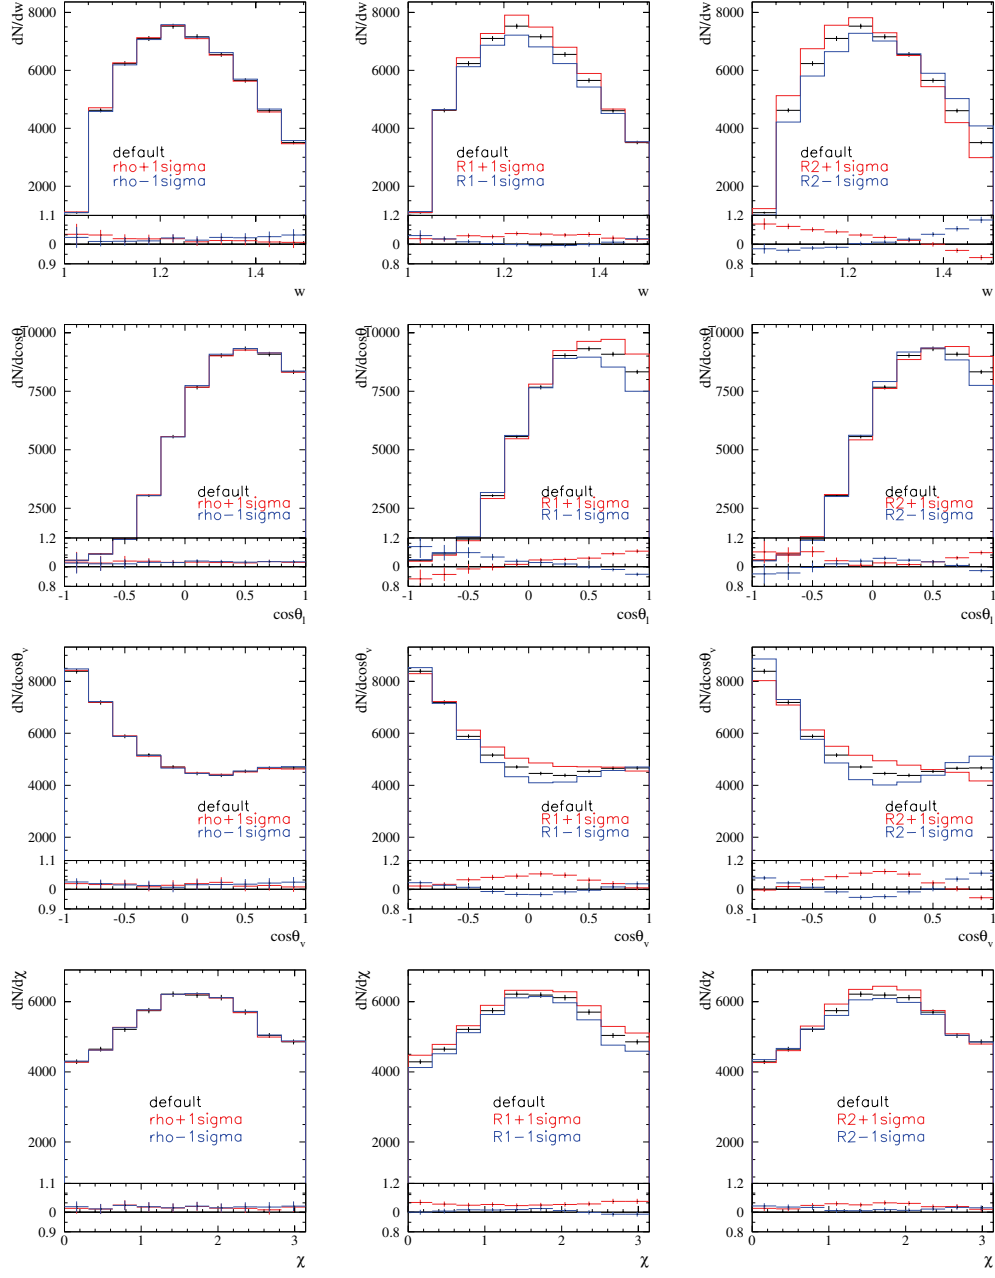 dN/dw
8000
6000
4000
2000
default
rho+1sigma
rho-1sigma
1.1
0
0.9
1
1.2
1.4
w
dN/dw
8000
6000
4000
2000
default
R1+1sigma
R1-1sigma
1.2
0
0.8
1
1.2
1.4
w
dN/dw
8000
6000
4000
2000
default
R2+1sigma
R2-1sigma
1.2
0
0.8
1
1.2
1.4
w
dN/dcosθl
10000
7500
5000
2500
default
rho+1sigma
rho-1sigma
1.2
0
0.8
-1
-0.5
0
0.5
1
cosθl
dN/dcosθl
10000
7500
5000
2500
default
R1+1sigma
R1-1sigma
1.2
0
0.8
-1
-0.5
0
0.5
1
cosθl
dN/dcosθl
10000
7500
5000
2500
default
R2+1sigma
R2-1sigma
1.2
0
0.8
-1
-0.5
0
0.5
1
cosθl
dN/dcosθv
8000
6000
4000
2000
default
rho+1sigma
rho-1sigma
1.1
0
0.9
-1
-0.5
0
0.5
1
cosθv
dN/dcosθv
8000
6000
4000
2000
default
R1+1sigma
R1-1sigma
1.2
0
0.8
-1
-0.5
0
0.5
1
cosθv
dN/dcosθv
8000
6000
4000
2000
default
R2+1sigma
R2-1sigma
1.2
0
0.8
-1
-0.5
0
0.5
1
cosθv
dN/dχ
6000
4000
2000
default
rho+1sigma
rho-1sigma
1.1
0
0.9
0
1
2
3
χ
dN/dχ
6000
4000
2000
default
R1+1sigma
R1-1sigma
1.2
0
0.8
0
1
2
3
χ
dN/dχ
6000
4000
2000
default
R2+1sigma
R2-1sigma
1.2
0
0.8
0
1
2
3
χ